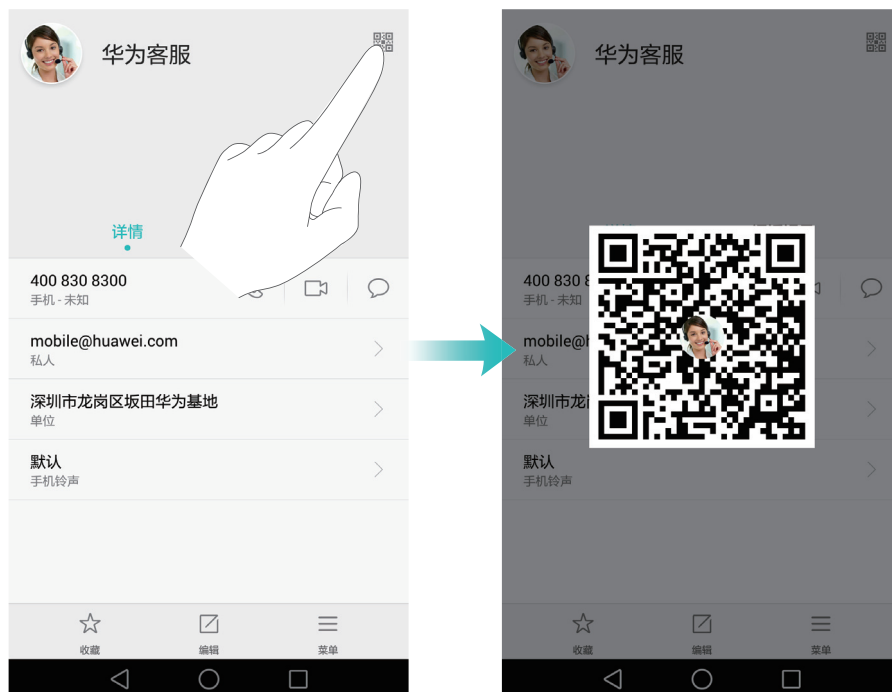 华为客服
详情
400 830 8300
手机 - 未知
mobile@huawei.com
私人
深圳市龙岗区坂田华为基地
单位
默认
手机铃声
收藏
编辑
菜单
华为客服
400 830 8
手机 - 未知
mobile@h
私人
深圳市龙
单位
默认
手机铃声
收藏
编辑
菜单